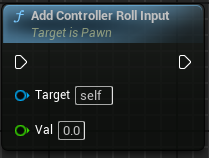 f Add Controller Roll Input
Target is Pawn
Target self
Val 0.0